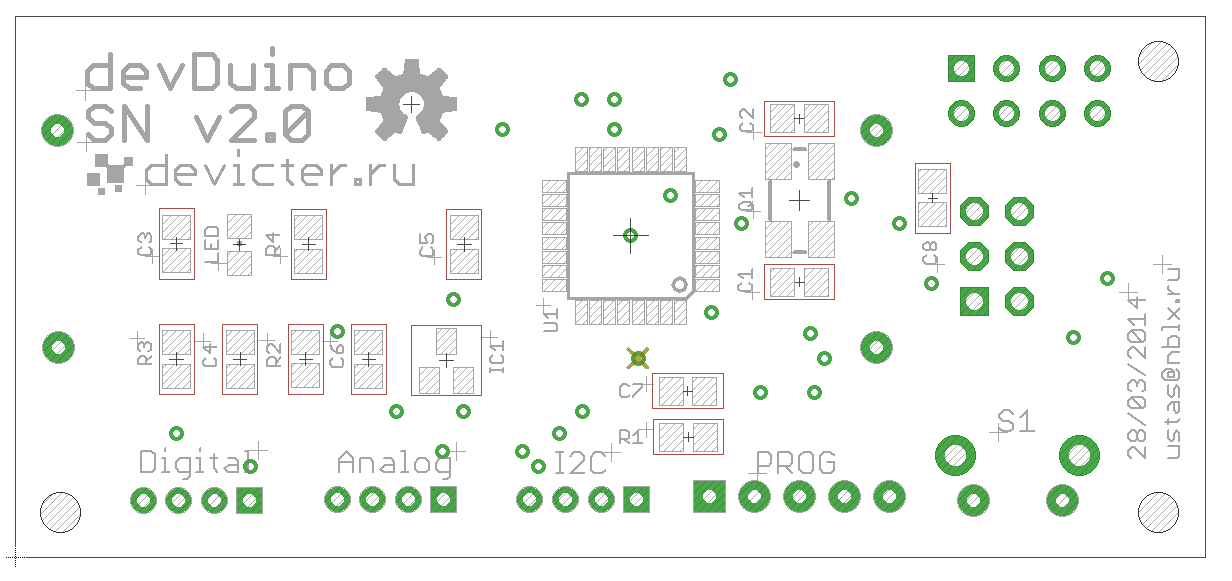 devDuino
SN v2.0
devicter.ru
C2
Q1
C1
C8
C3
LED
R4
C5
U1
R3
C4
R2
C6
IC1
C7
R1
28/03/2014
ustas@nblx.ru
S1
Digital
Analog
I2C
PROG